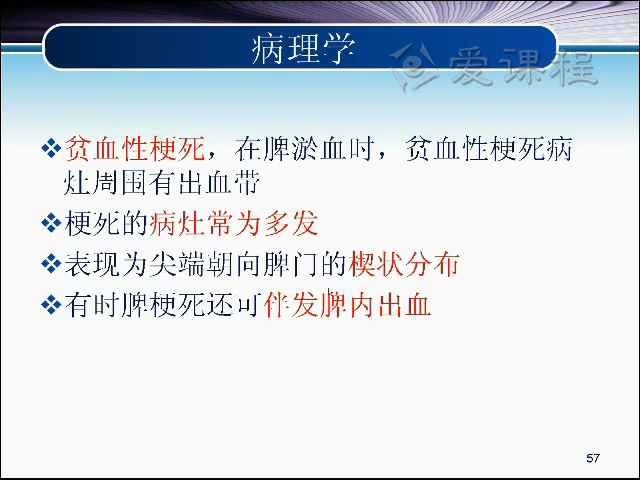 病理学
爱课程
❖贫血性梗死，在脾淤血时，贫血性梗死病
灶周围有出血带
❖梗死的病灶常为多发
❖表现为尖端朝向脾门的楔状分布
❖有时脾梗死还可伴发脾内出血
57